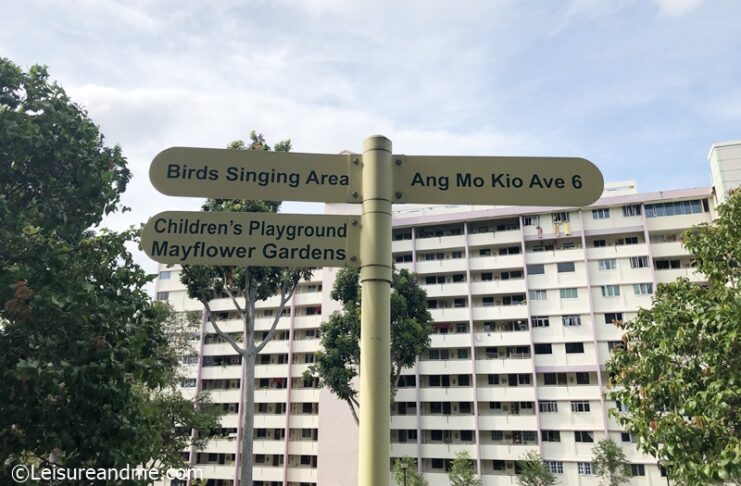 Birds Singing Area
Ang Mo Kio Ave 6
Children's Playground
Mayflower Gardens
©Leisureandme.com